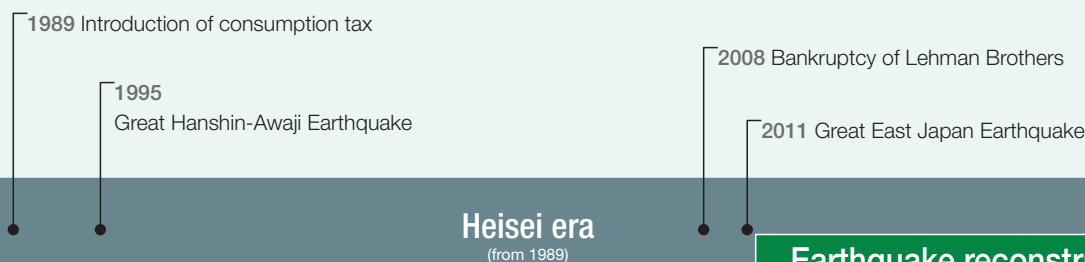 1989 Introduction of consumption tax
2008 Bankruptcy of Lehman Brothers
1995
Great Hanshin-Awaji Earthquake
2011 Great East Japan Earthquake
Heisei era
(from 1989)
Earthquake